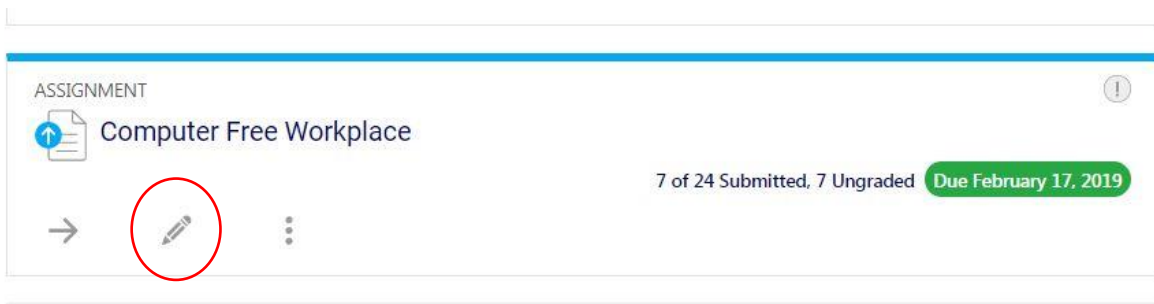 ASSIGNMENT
Computer Free Workplace
7 of 24 Submitted, 7 Ungraded Due February 17, 2019